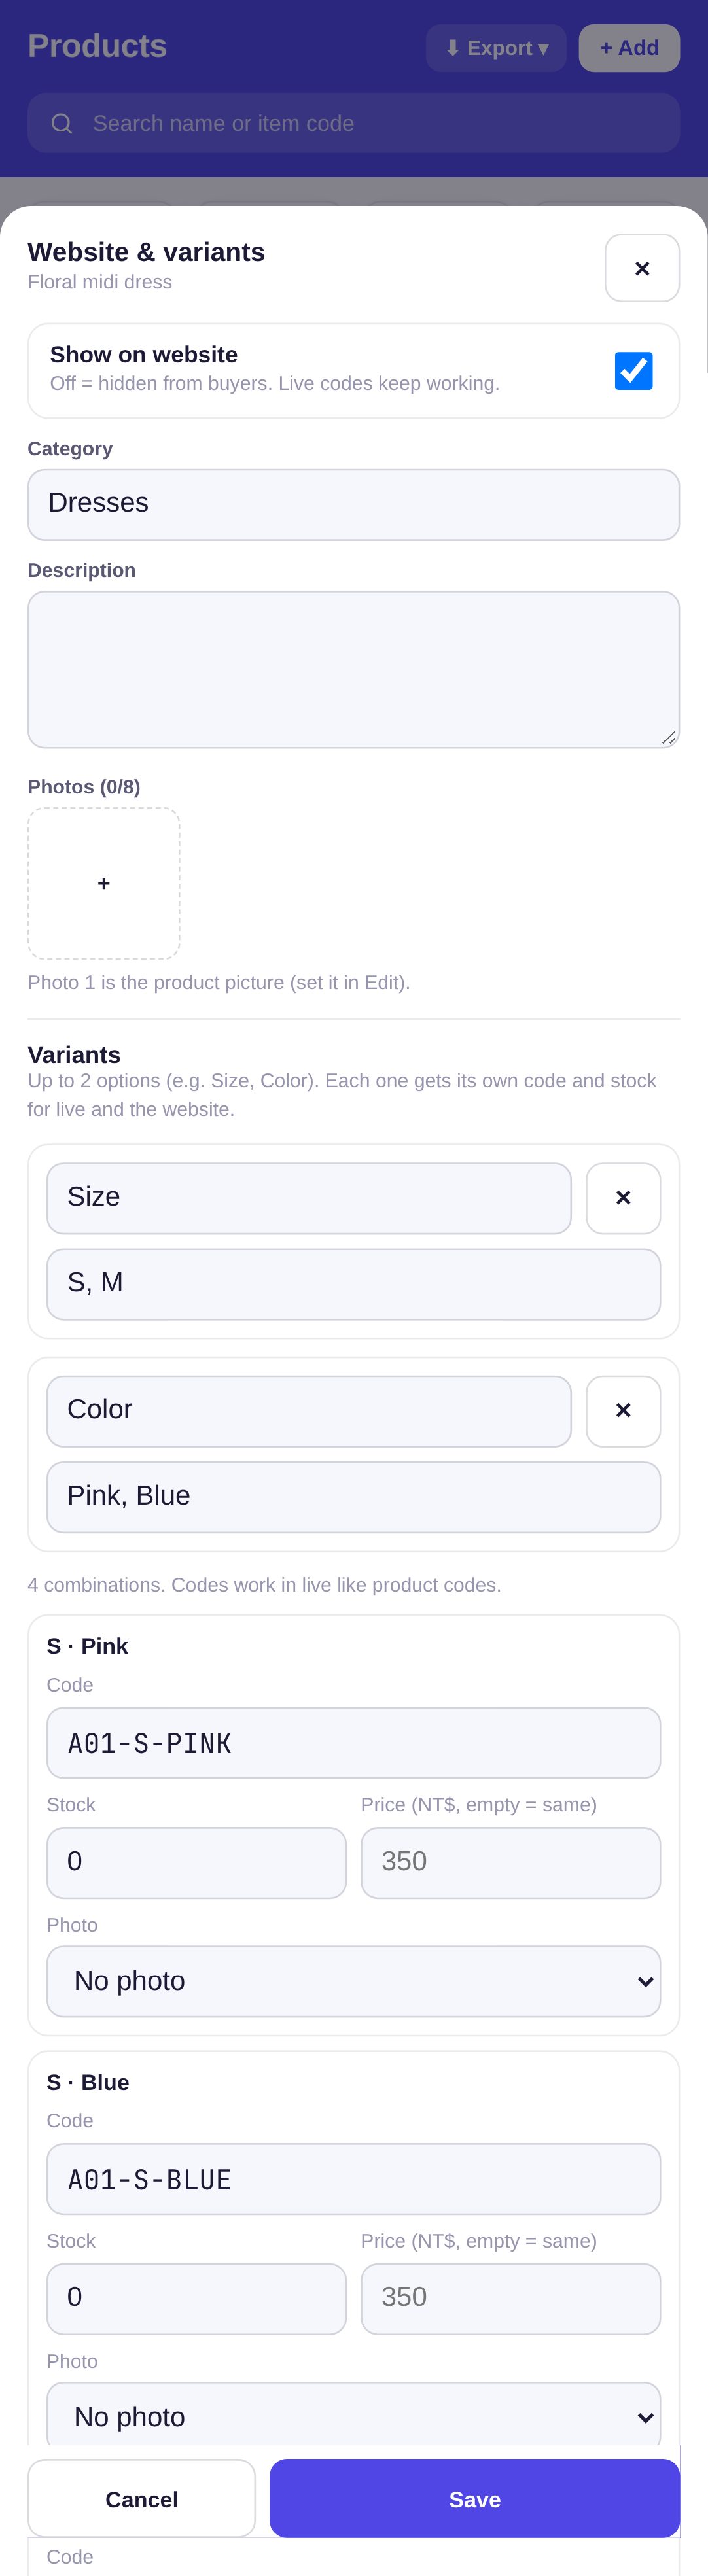 Products
⬇ Export ▾
+ Add
Search name or item code
Website & variants
Floral midi dress
✕
Show on website
Off = hidden from buyers. Live codes keep working.
Category
Dresses
Description
Photos (0/8)
+
Photo 1 is the product picture (set it in Edit).
Variants
Up to 2 options (e.g. Size, Color). Each one gets its own code and stock
for live and the website.
Size
✕
S, M
Color
✕
Pink, Blue
4 combinations. Codes work in live like product codes.
S · Pink
Code
A01-S-PINK
Stock
Price (NT$, empty = same)
0
350
Photo
No photo
S · Blue
Code
A01-S-BLUE
Stock
Price (NT$, empty = same)
0
350
Photo
No photo
Cancel
Save
Code